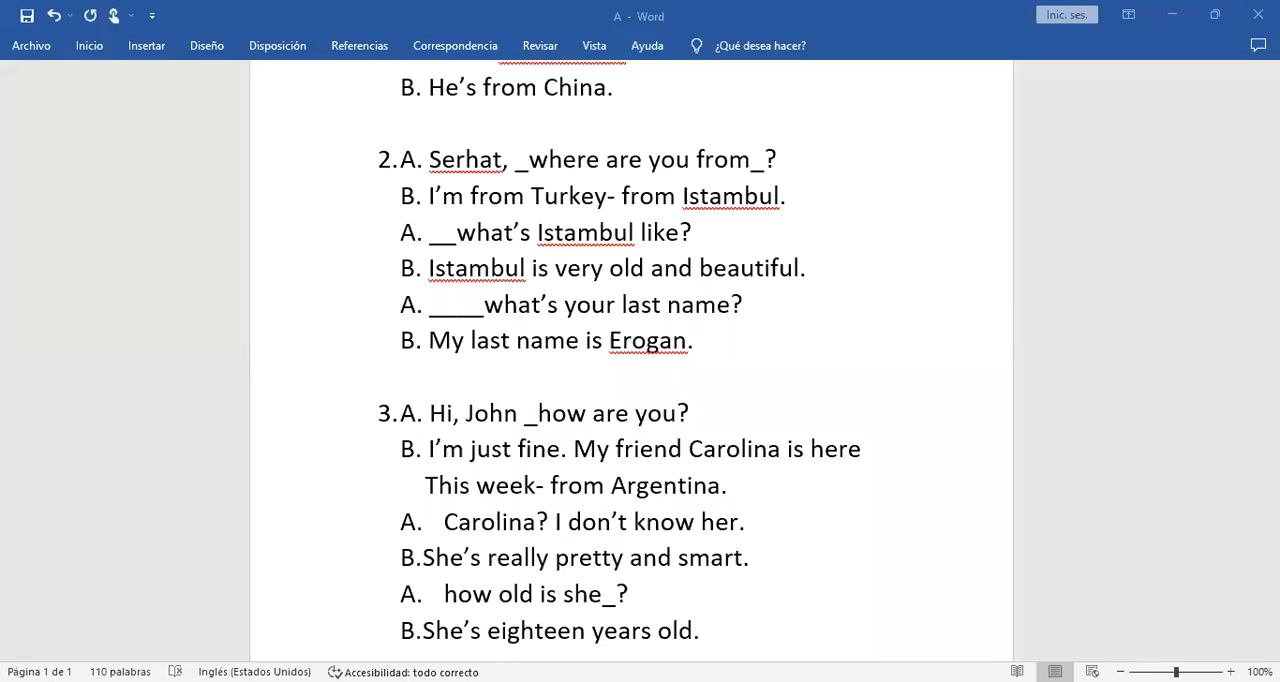 A - Word
Inic. ses.
Archivo Inicio Insertar Diseño Disposición Referencias Correspondencia Revisar Vista Ayuda ¿Qué desea hacer?
B. He’s from China.
2. A. Serhat, _where are you from_?
B. I’m from Turkey- from Istambul.
A. __what’s Istambul like?
B. Istambul is very old and beautiful.
A. ____what’s your last name?
B. My last name is Erogan.
3. A. Hi, John _how are you?
B. I’m just fine. My friend Carolina is here
This week- from Argentina.
A. Carolina? I don’t know her.
B.She’s really pretty and smart.
A. how old is she_?
B.She’s eighteen years old.
Página 1 de 1 110 palabras Inglés (Estados Unidos) Accesibilidad: todo correcto 100%